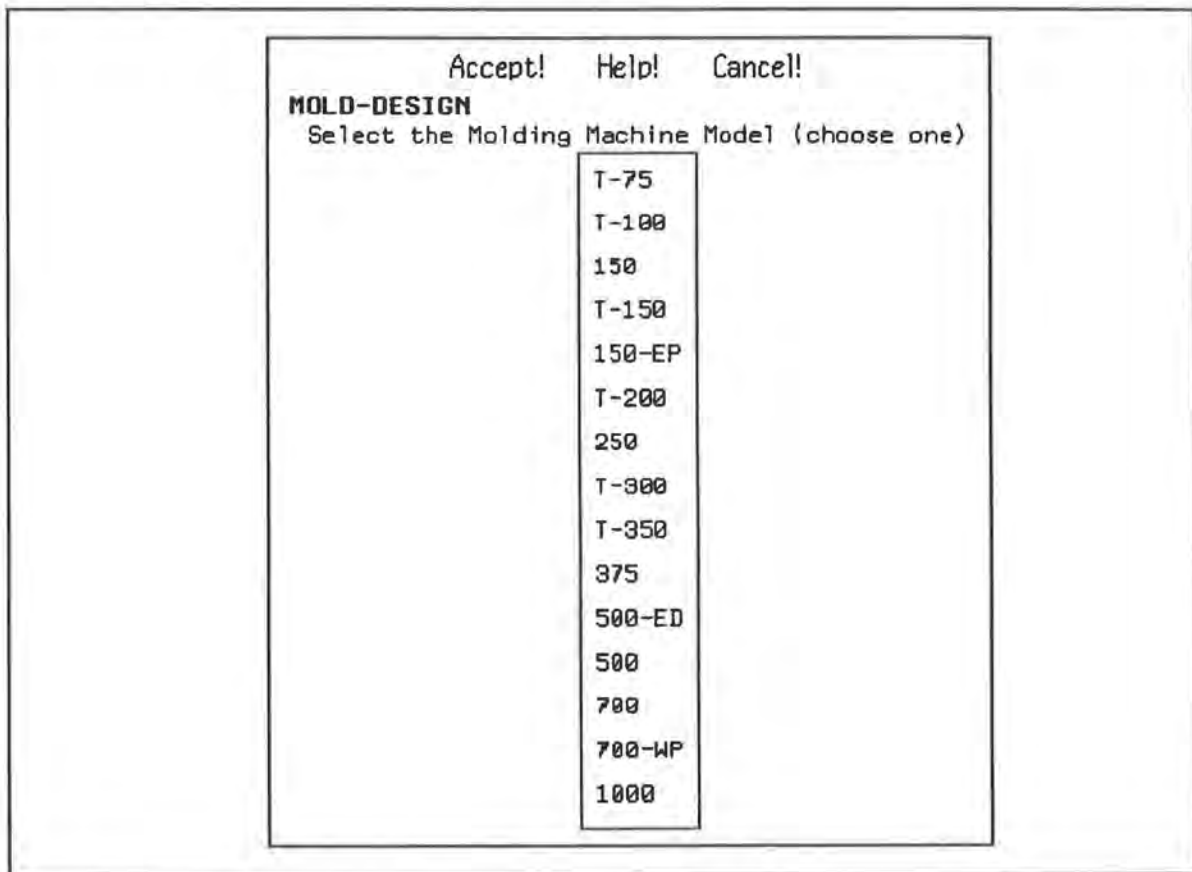 Accept! Help! Cancel!
MOLD-DESIGN
Select the Molding Machine Model (choose one)
T-75
T-100
150
T-150
150-EP
T-200
250
T-300
T-350
375
500-ED
500
700
700-WP
1000